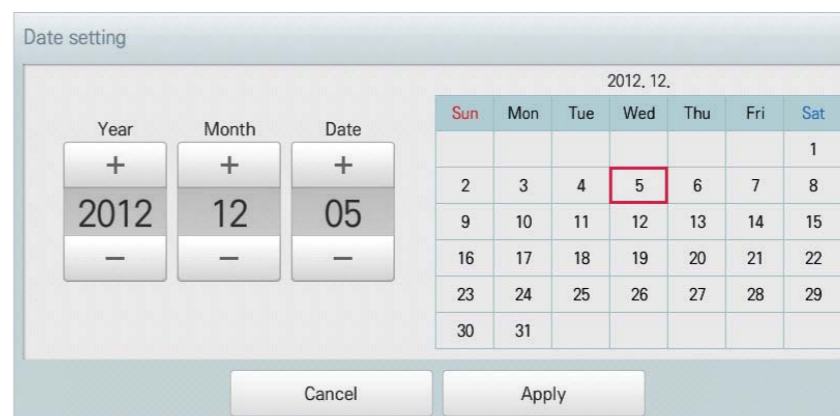 Date setting
2012. 12.
Year Month Date
Sun Mon Tue Wed Thu Fri Sat
+ + +
1
2012 12 05
2 3 4 5 6 7 8
9 10 11 12 13 14 15
− − −
16 17 18 19 20 21 22
23 24 25 26 27 28 29
30 31
Cancel Apply